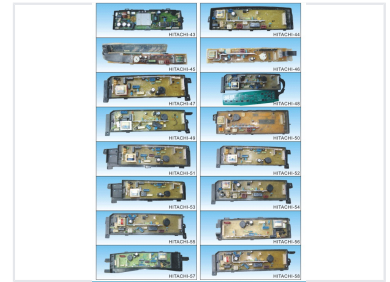 HITACHI-43
HITACHI-44
HITACHI-45
HITACHI-46
HITACHI-47
HITACHI-48
HITACHI-49
HITACHI-50
HITACHI-51
HITACHI-52
HITACHI-53
HITACHI-54
HITACHI-55
HITACHI-56
HITACHI-57
HITACHI-58